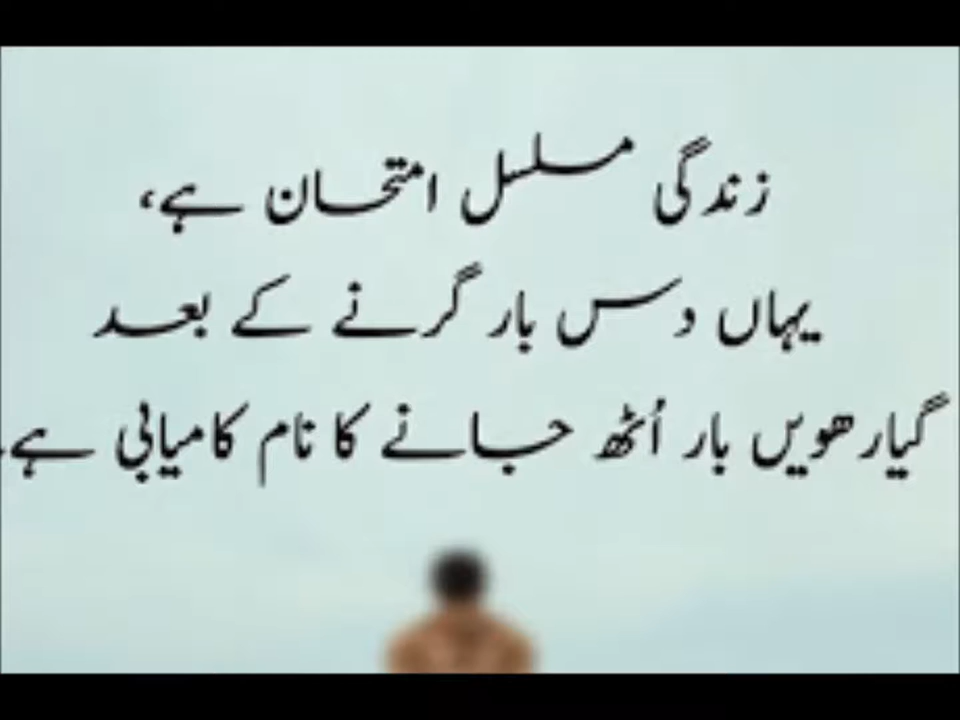 زندگی مسلسل امتحان ہے،
یہاں دس بار گرنے کے بعد
گیارھویں بار اُٹھ جانے کا نام کامیابی ہے۔